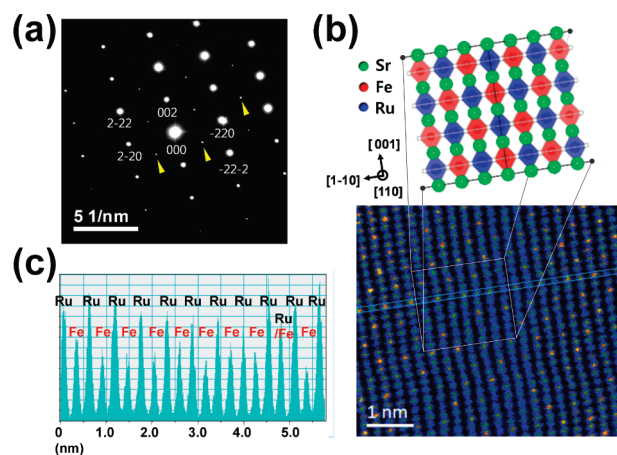 (a)
002
2-22
-220
000
2-20
-22-2
5 1/nm
(b)
Sr
Fe
Ru
[001]
[1-10]
[110]
1 nm
(c)
Ru Ru Ru Ru Ru Ru Ru Ru Ru Ru
Ru
Fe Fe Fe Fe Fe Fe Fe Fe /Fe Fe
0 1.0 2.0 3.0 4.0 5.0
(nm)